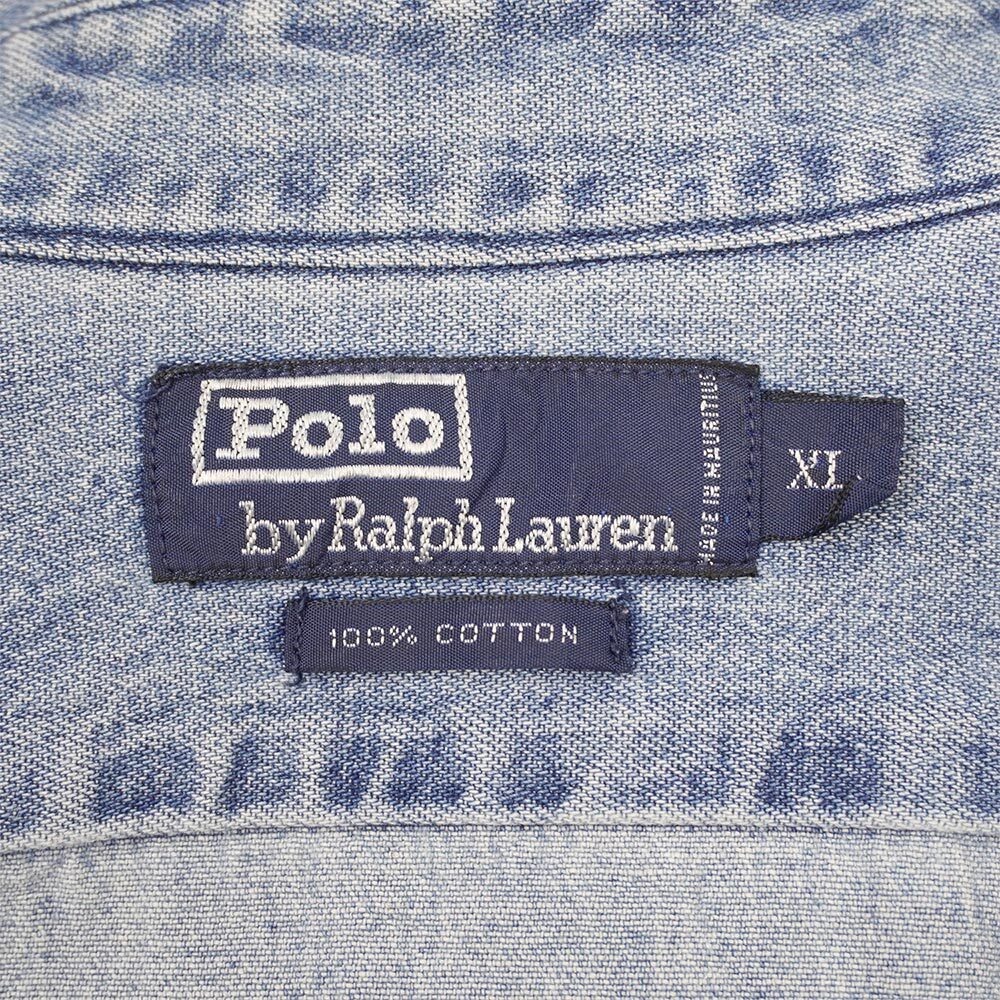 Polo
by Ralph Lauren
MADE IN MAURITIUS
XL
100% COTTON